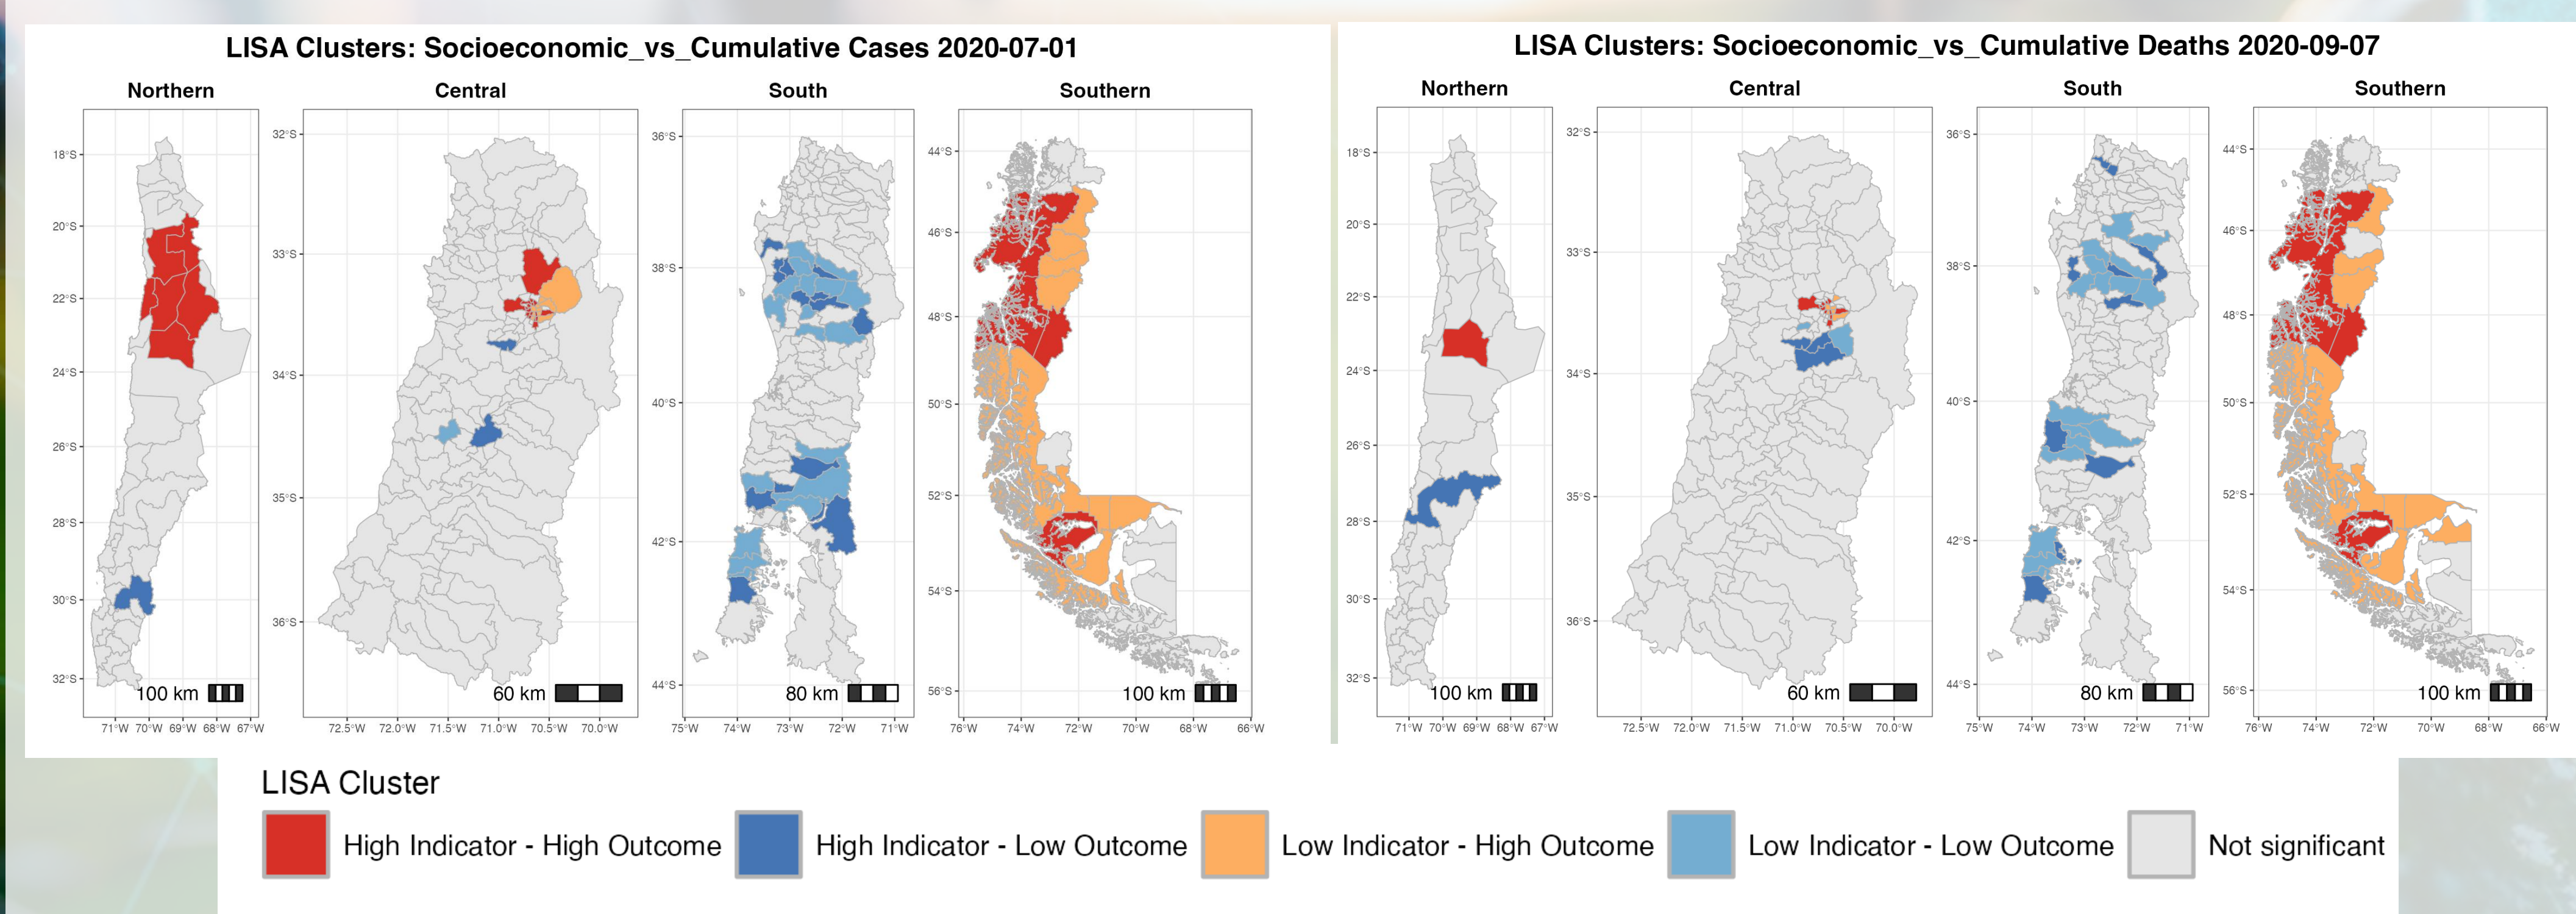 LISA Clusters: Socioeconomic_vs_Cumulative Cases 2020-07-01
Northern
Central
South
Southern
18°S
20°S
22°S
24°S
26°S
28°S
30°S
32°S
100 km
71°W 70°W 69°W 68°W 67°W
32°S
33°S
34°S
35°S
36°S
60 km
72.5°W 72.0°W 71.5°W 71.0°W 70.5°W 70.0°W
36°S
38°S
40°S
42°S
44°S
80 km
75°W 74°W 73°W 72°W 71°W
44°S
46°S
48°S
50°S
52°S
54°S
56°S
100 km
76°W 74°W 72°W 70°W 68°W 66°W
LISA Clusters: Socioeconomic_vs_Cumulative Deaths 2020-09-07
Northern
Central
South
Southern
18°S
20°S
22°S
24°S
26°S
28°S
30°S
32°S
100 km
71°W 70°W 69°W 68°W 67°W
32°S
33°S
34°S
35°S
36°S
60 km
72.5°W 72.0°W 71.5°W 71.0°W 70.5°W 70.0°W
36°S
38°S
40°S
42°S
44°S
80 km
75°W 74°W 73°W 72°W 71°W
44°S
46°S
48°S
50°S
52°S
54°S
56°S
100 km
76°W 74°W 72°W 70°W 68°W 66°W
LISA Cluster
High Indicator - High Outcome
High Indicator - Low Outcome
Low Indicator - High Outcome
Low Indicator - Low Outcome
Not significant